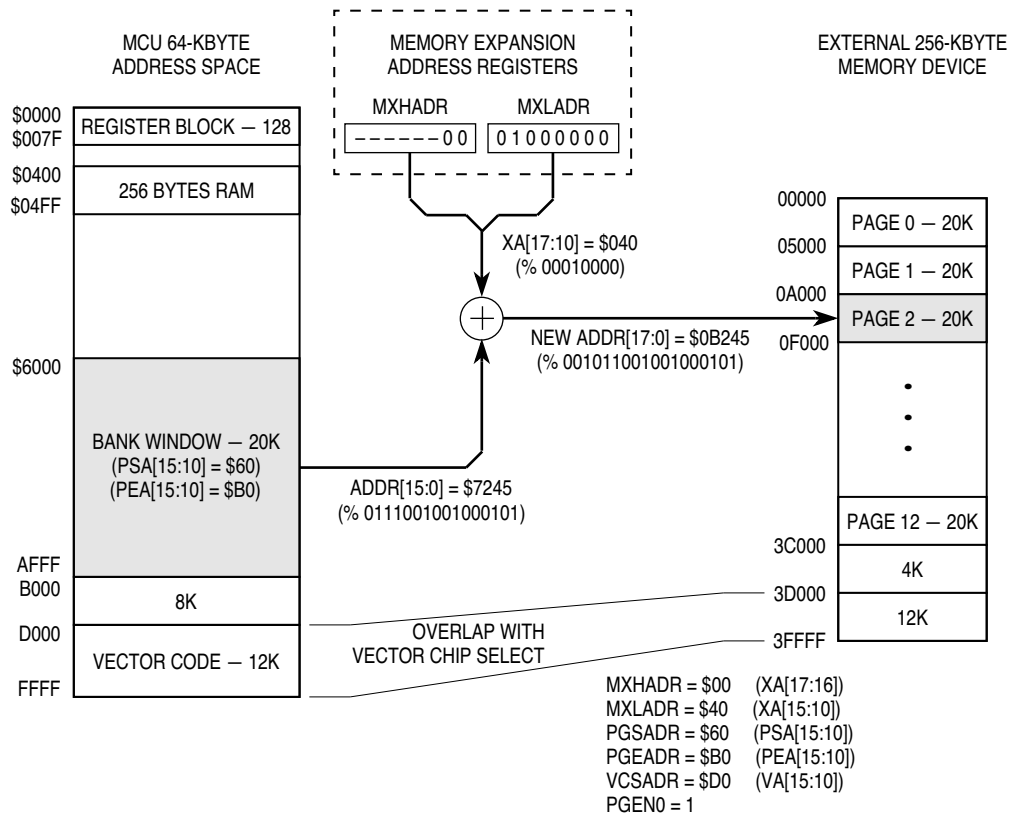 MCU 64-KBYTE
ADDRESS SPACE
$0000
$007F
REGISTER BLOCK — 128
$0400
$04FF
256 BYTES RAM
$6000
BANK WINDOW — 20K
(PSA[15:10] = $60)
(PEA[15:10] = $B0)
AFFF
B000
8K
D000
VECTOR CODE — 12K
FFFF
MEMORY EXPANSION
ADDRESS REGISTERS
MXHADR
MXLADR
------00
01000000
XA[17:10] = $040
(% 00010000)
+
NEW ADDR[17:0] = $0B245
(% 001011001001000101)
ADDR[15:0] = $7245
(% 0111001001000101)
OVERLAP WITH
VECTOR CHIP SELECT
EXTERNAL 256-KBYTE
MEMORY DEVICE
00000
PAGE 0 — 20K
05000
PAGE 1 — 20K
0A000
PAGE 2 — 20K
0F000
PAGE 12 — 20K
3C000
4K
3D000
12K
3FFFF
MXHADR = $00 (XA[17:16])
MXLADR = $40 (XA[15:10])
PGSADR = $60 (PSA[15:10])
PGEADR = $B0 (PEA[15:10])
VCSADR = $D0 (VA[15:10])
PGEN0 = 1